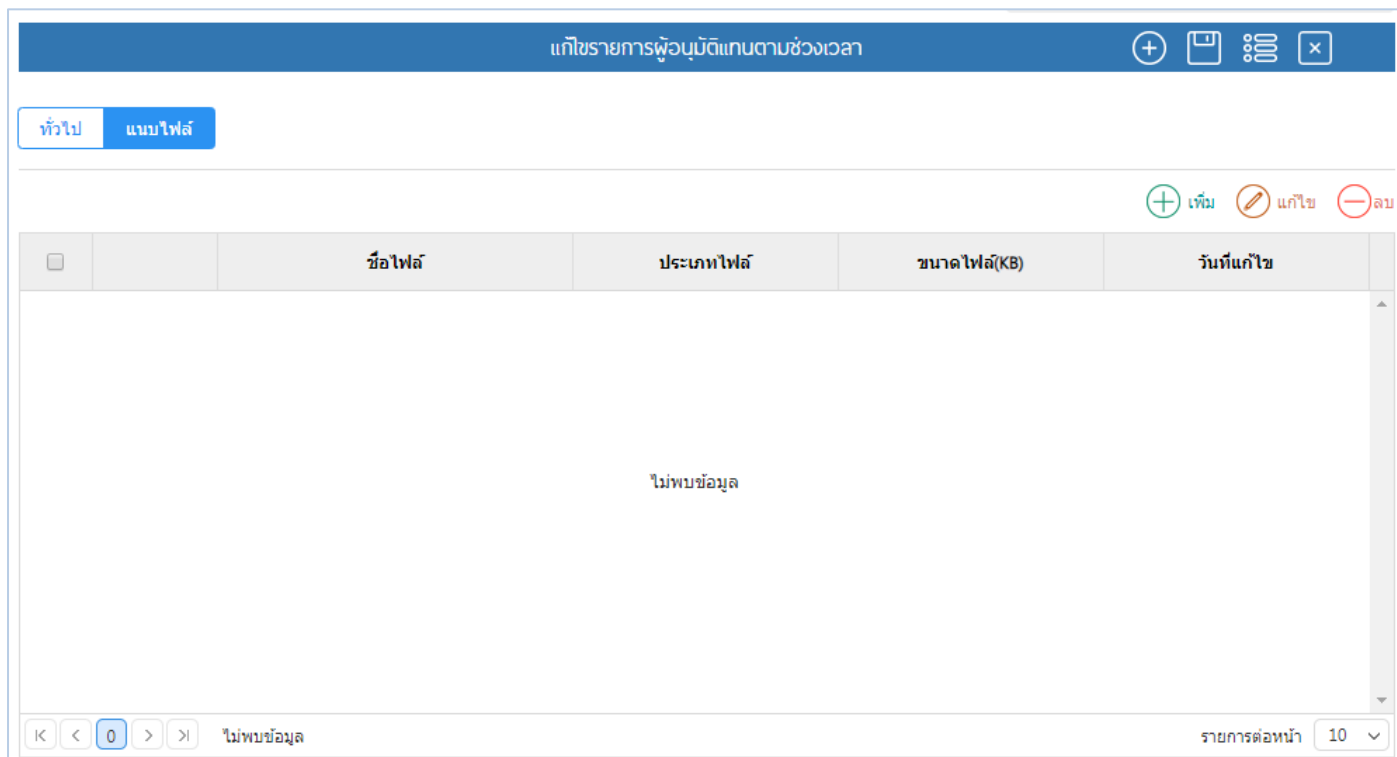 แก้ไขรายการผู้อนุมัติแทนตามช่วงเวลา
ทั่วไป แนบไฟล์
เพิ่ม แก้ไข ลบ
ชื่อไฟล์ ประเภทไฟล์ ขนาดไฟล์(KB) วันที่แก้ไข
ไม่พบข้อมูล
0 ไม่พบข้อมูล รายการต่อหน้า 10